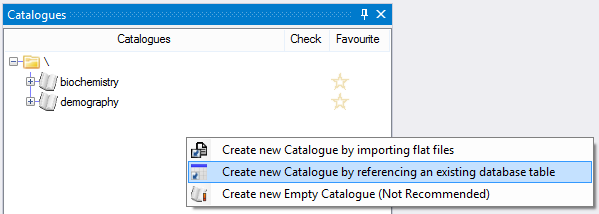 Catalogues
Catalogues Check Favourite
\
biochemistry
demography
Create new Catalogue by importing flat files
Create new Catalogue by referencing an existing database table
Create new Empty Catalogue (Not Recommended)